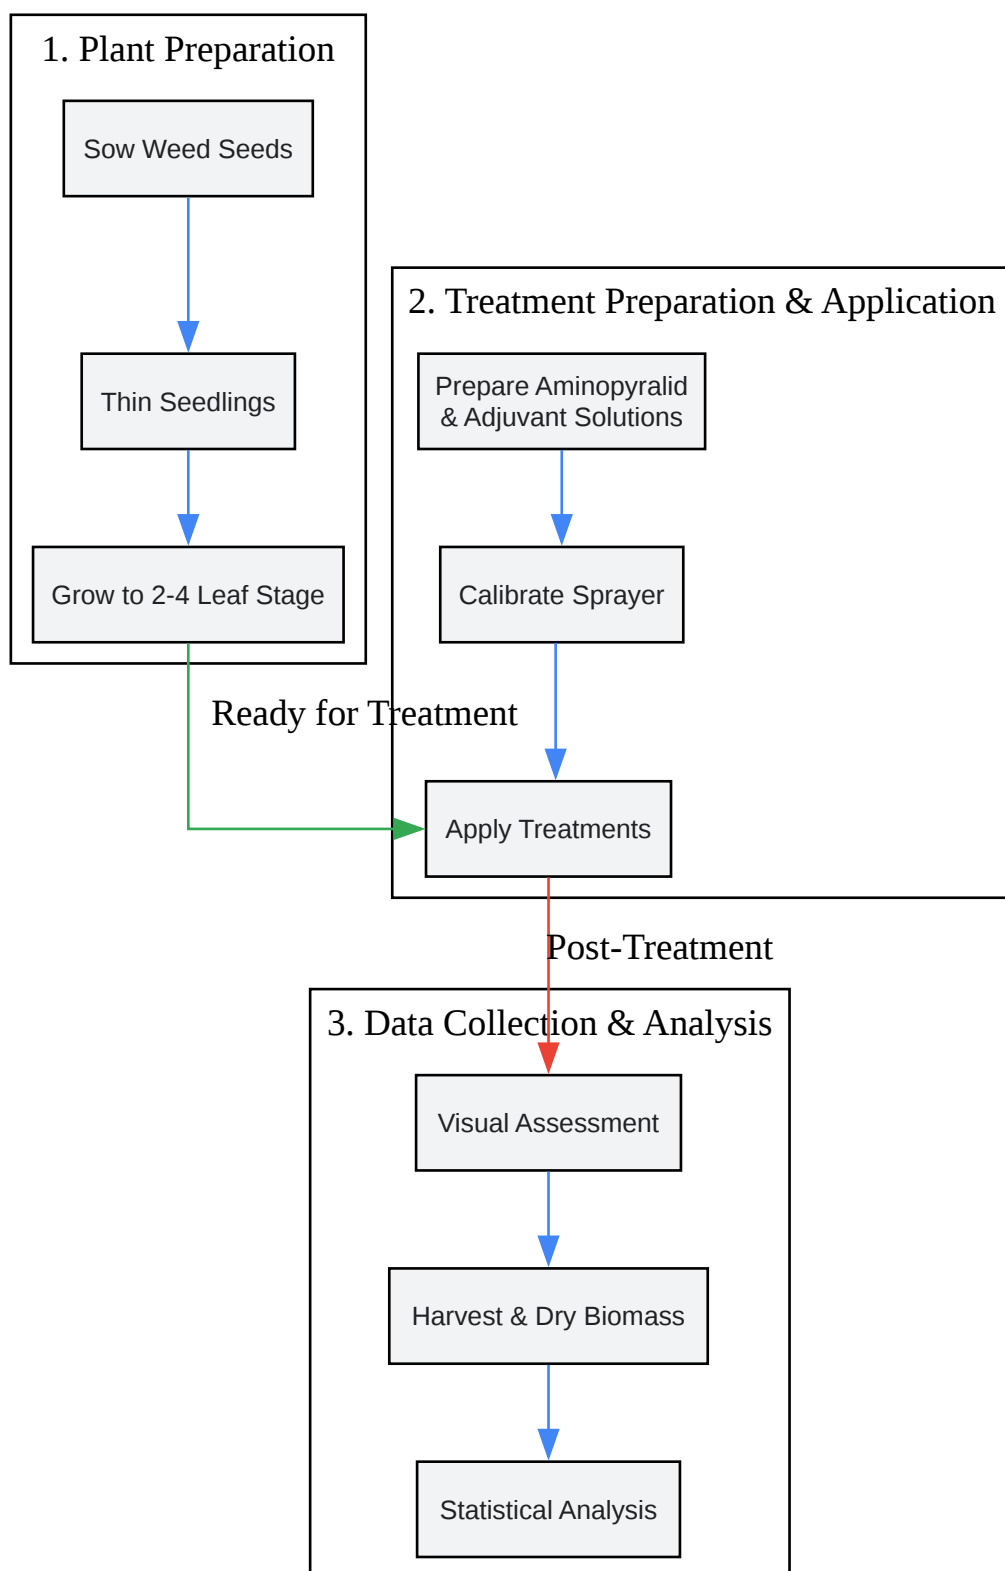 1. Plant Preparation
Sow Weed Seeds
Thin Seedlings
Grow to 2-4 Leaf Stage
2. Treatment Preparation & Application
Prepare Aminopyralid
& Adjuvant Solutions
Calibrate Sprayer
Ready for Treatment
Apply Treatments
Post-Treatment
3. Data Collection & Analysis
Visual Assessment
Harvest & Dry Biomass
Statistical Analysis